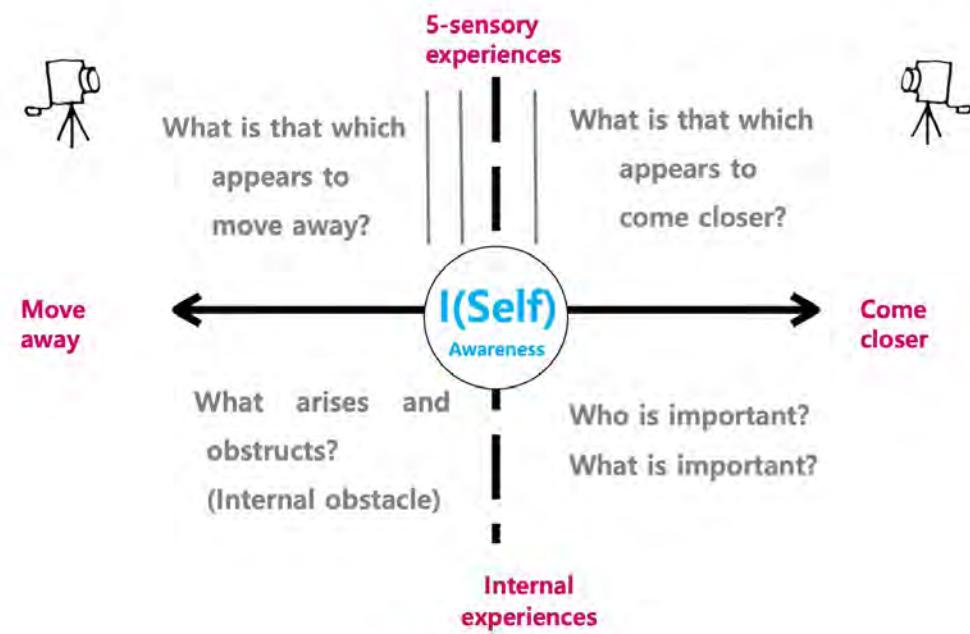 5-sensory
experiences
What is that which
appears to
move away?
What is that which
appears to
come closer?
Move
away
I(Self)
Awareness
Come
closer
What arises and
obstructs?
(Internal obstacle)
Who is important?
What is important?
Internal
experiences